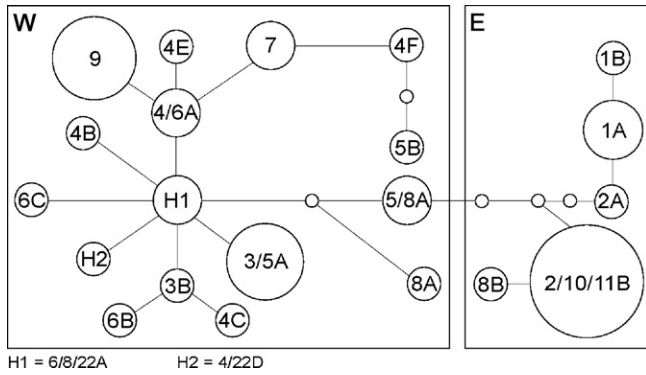 W
E
4E
7
4F
1B
9
4/6A
1A
4B
5B
6C
H1
5/8A
2A
H2
3/5A
8A
8B
2/10/11B
3B
6B
4C
H1 = 6/8/22A H2 = 4/22D